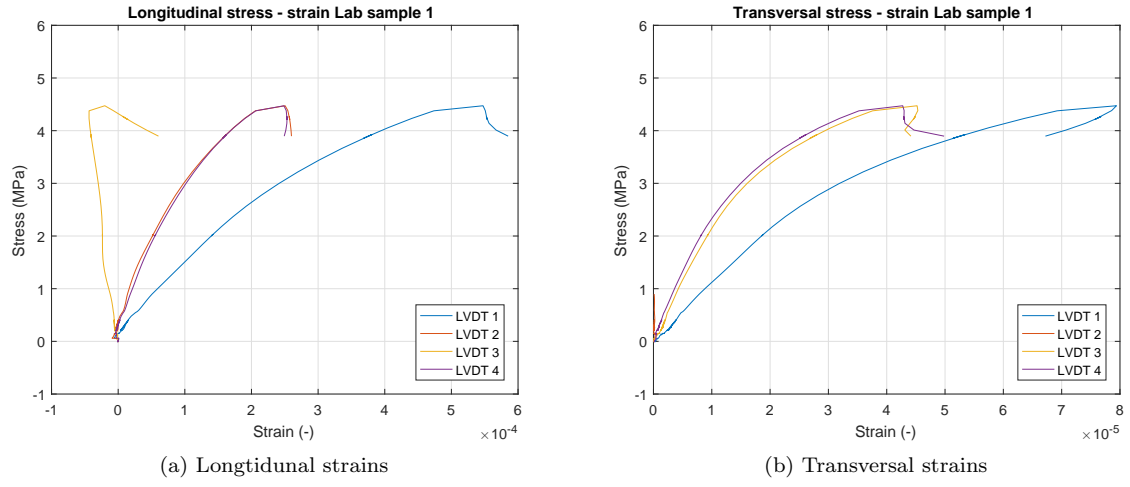 Longitudinal stress - strain Lab sample 1
6
5
4
3
2
1
0
-1
Stress (MPa)
LVDT 1
LVDT 2
LVDT 3
LVDT 4
-1 0 1 2 3 4 5 6
Strain (-)
×10-4
(a) Longtidunal strains
Transversal stress - strain Lab sample 1
6
5
4
3
2
1
0
-1
Stress (MPa)
LVDT 1
LVDT 2
LVDT 3
LVDT 4
0 1 2 3 4 5 6 7 8
Strain (-)
×10-5
(b) Transversal strains